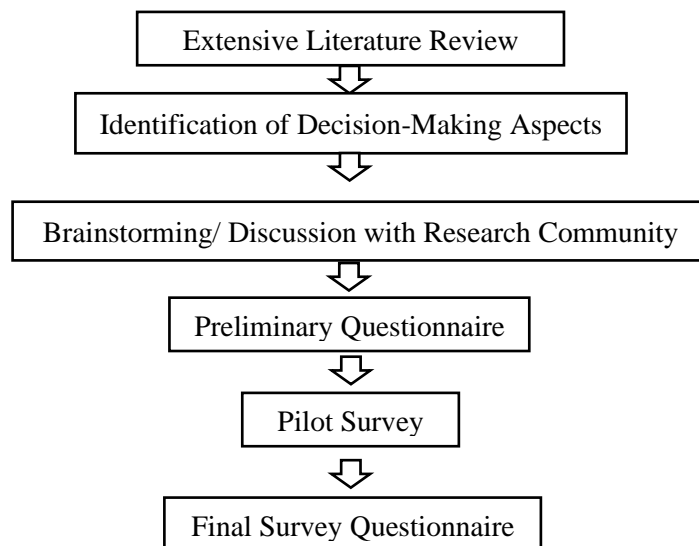 Extensive Literature Review
Identification of Decision-Making Aspects
Brainstorming/ Discussion with Research Community
Preliminary Questionnaire
Pilot Survey
Final Survey Questionnaire